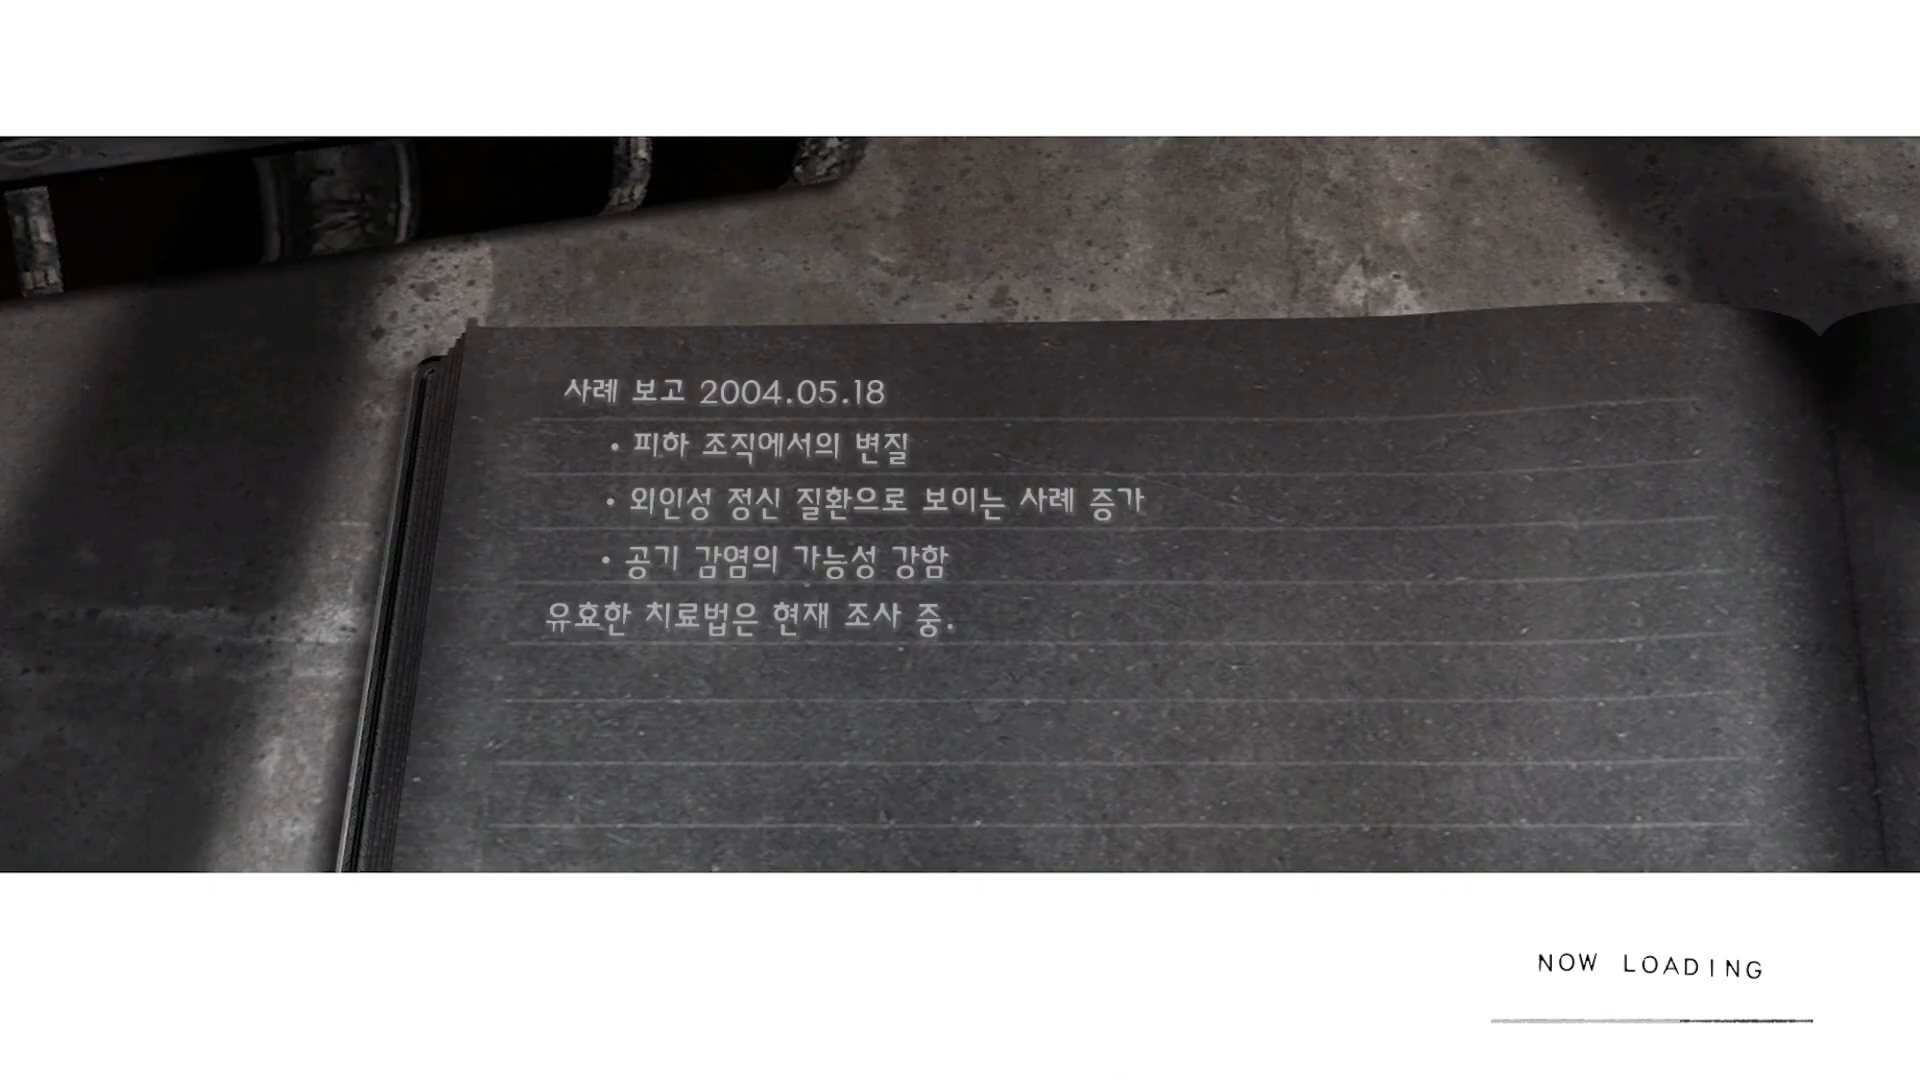 사례 보고 2004.05.18
• 피하 조직에서의 변질
• 외인성 정신 질환으로 보이는 사례 증가
• 공기 감염의 가능성 강함
유효한 치료법은 현재 조사 중.
NOW LOADING